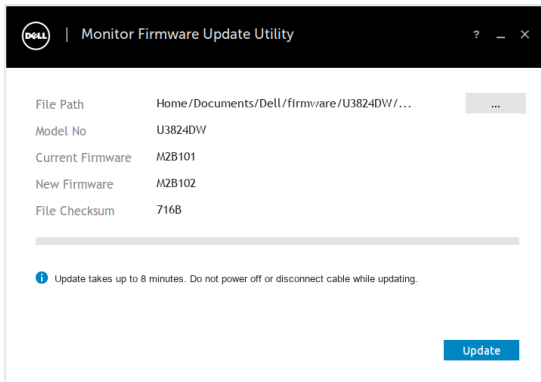 DELL | Monitor Firmware Update Utility ? _ ×
File Path Home/Documents/Dell/firmware/U3824DW/... ...
Model No U3824DW
Current Firmware M2B101
New Firmware M2B102
File Checksum 716B
Update takes up to 8 minutes. Do not power off or disconnect cable while updating.
Update